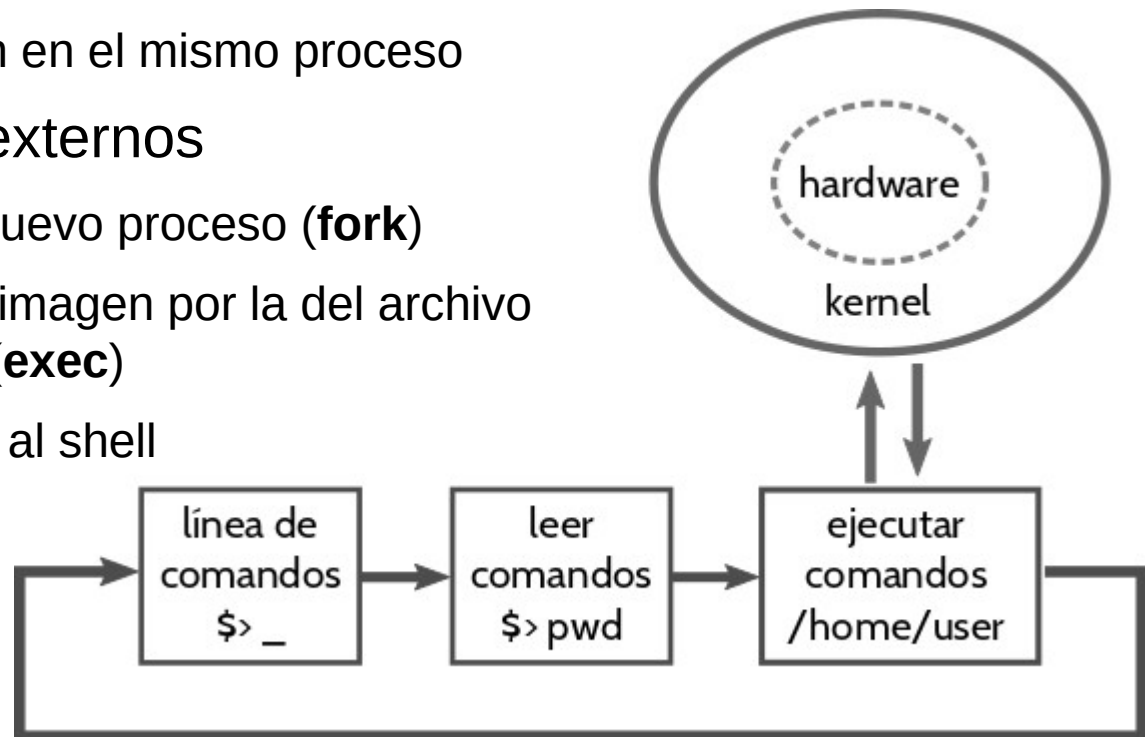 en el mismo proceso
externos
uevo proceso (fork)
imagen por la del archivo
(exec)
al shell
hardware
kernel
línea de
comandos
$> _
leer
comandos
$> pwd
ejecutar
comandos
/home/user